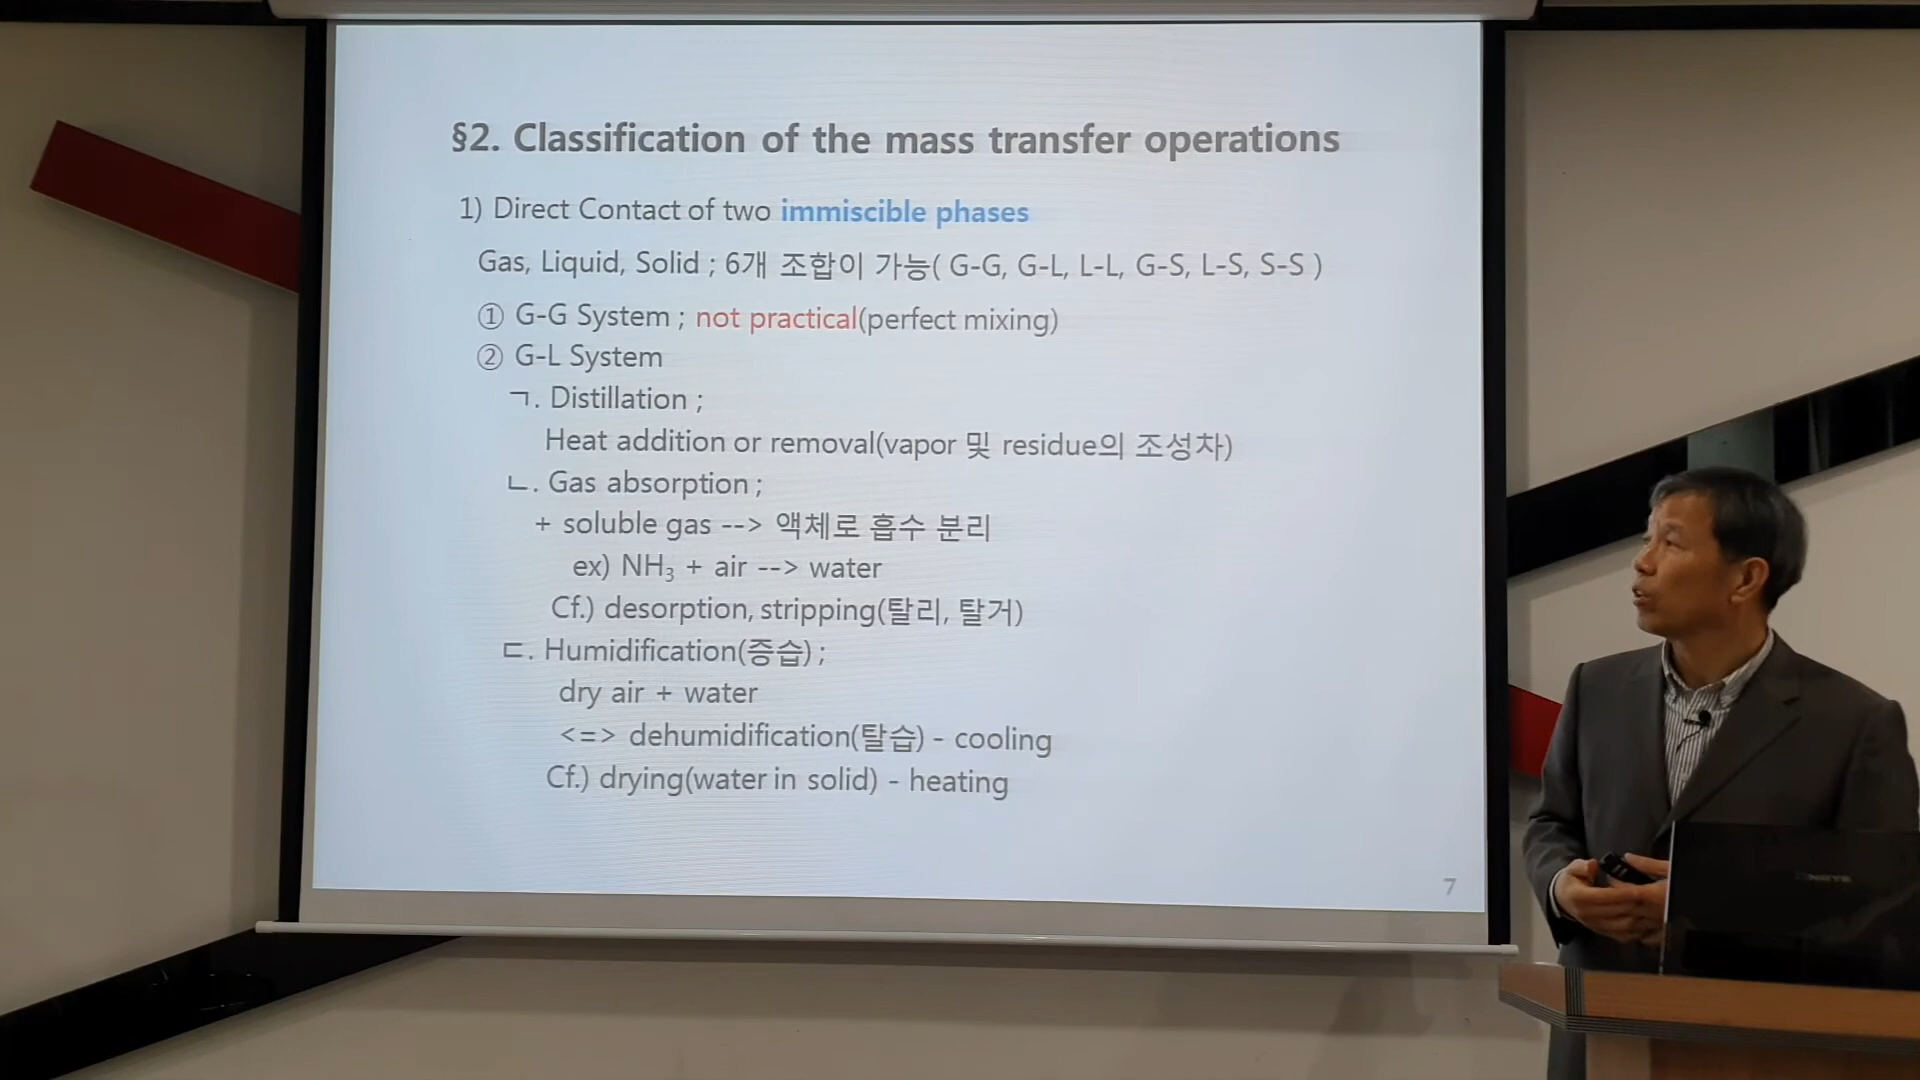 §2. Classification of the mass transfer operations
1) Direct Contact of two immiscible phases
Gas, Liquid, Solid ; 6개 조합이 가능( G-G, G-L, L-L, G-S, L-S, S-S )
① G-G System ; not practical(perfect mixing)
② G-L System
ㄱ. Distillation ;
Heat addition or removal(vapor 및 residue의 조성차)
ㄴ. Gas absorption ;
+ soluble gas --> 액체로 흡수 분리
ex) NH₃ + air --> water
Cf.) desorption, stripping(탈리, 탈거)
ㄷ. Humidification(증습) ;
dry air + water
<=> dehumidification(탈습) - cooling
Cf.) drying(water in solid) - heating
7